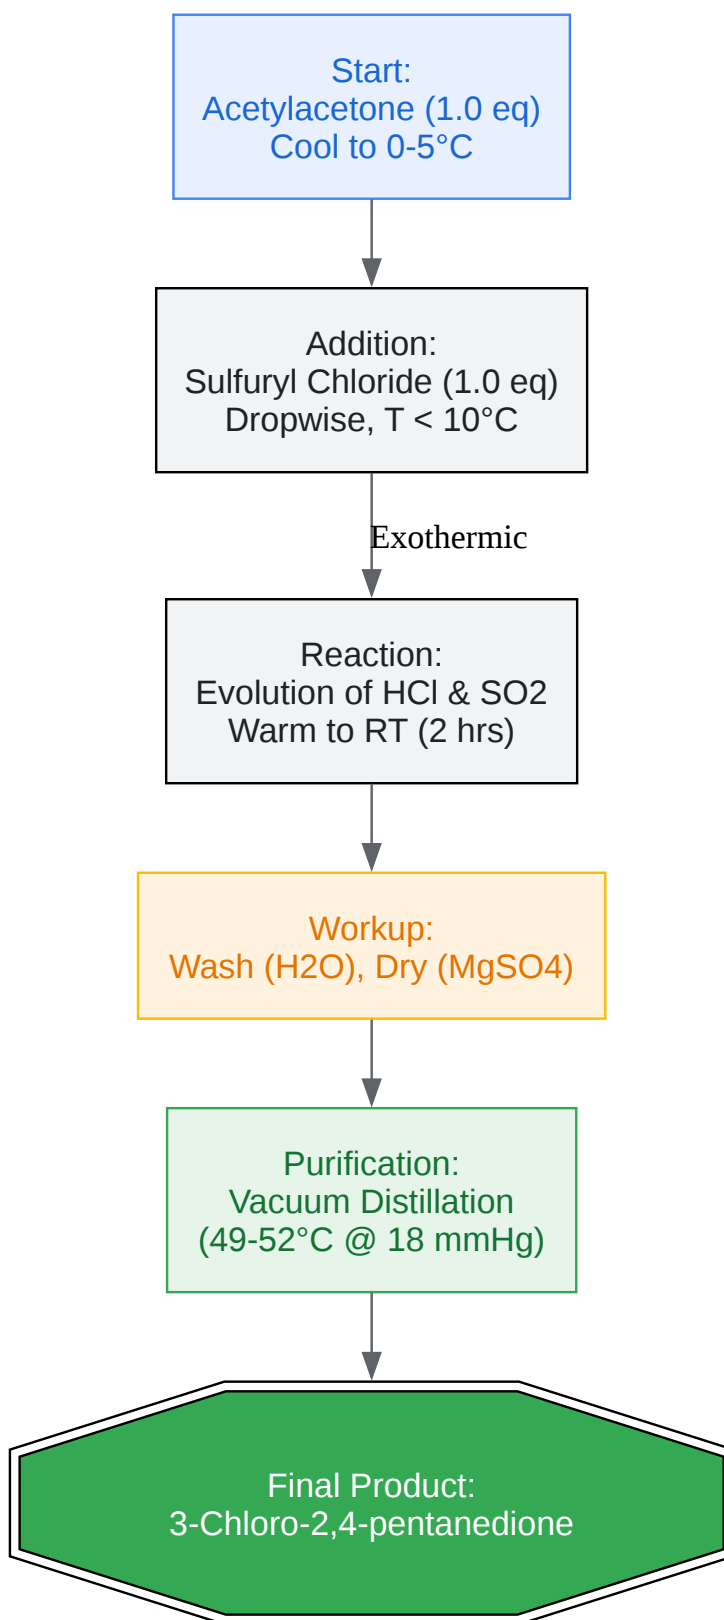 Start:
Acetylacetone (1.0 eq)
Cool to 0-5°C
Addition:
Sulfuryl Chloride (1.0 eq)
Dropwise, T < 10°C
Exothermic
Reaction:
Evolution of HCl & SO2
Warm to RT (2 hrs)
Workup:
Wash (H2O), Dry (MgSO4)
Purification:
Vacuum Distillation
(49-52°C @ 18 mmHg)
Final Product:
3-Chloro-2,4-pentanedione